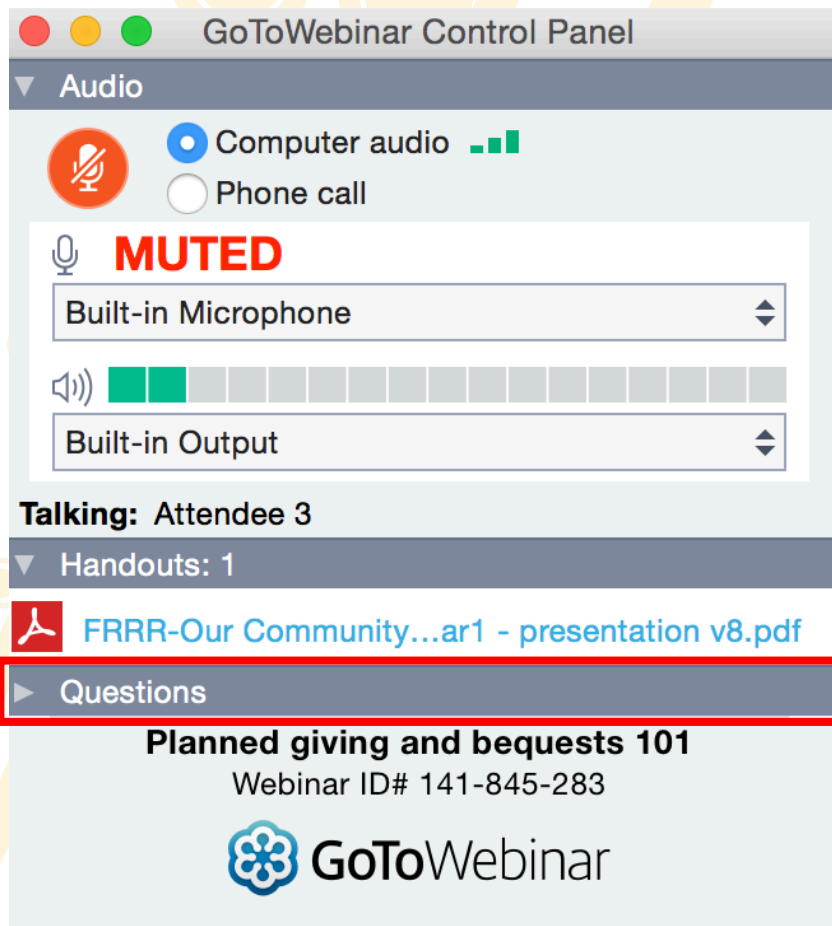 GoToWebinar Control Panel
Audio
Computer audio
Phone call
MUTED
Built-in Microphone
Built-in Output
Talking: Attendee 3
Handouts: 1
FRRR-Our Community...ar1 - presentation v8.pdf
Questions
Planned giving and bequests 101
Webinar ID# 141-845-283
GoToWebinar